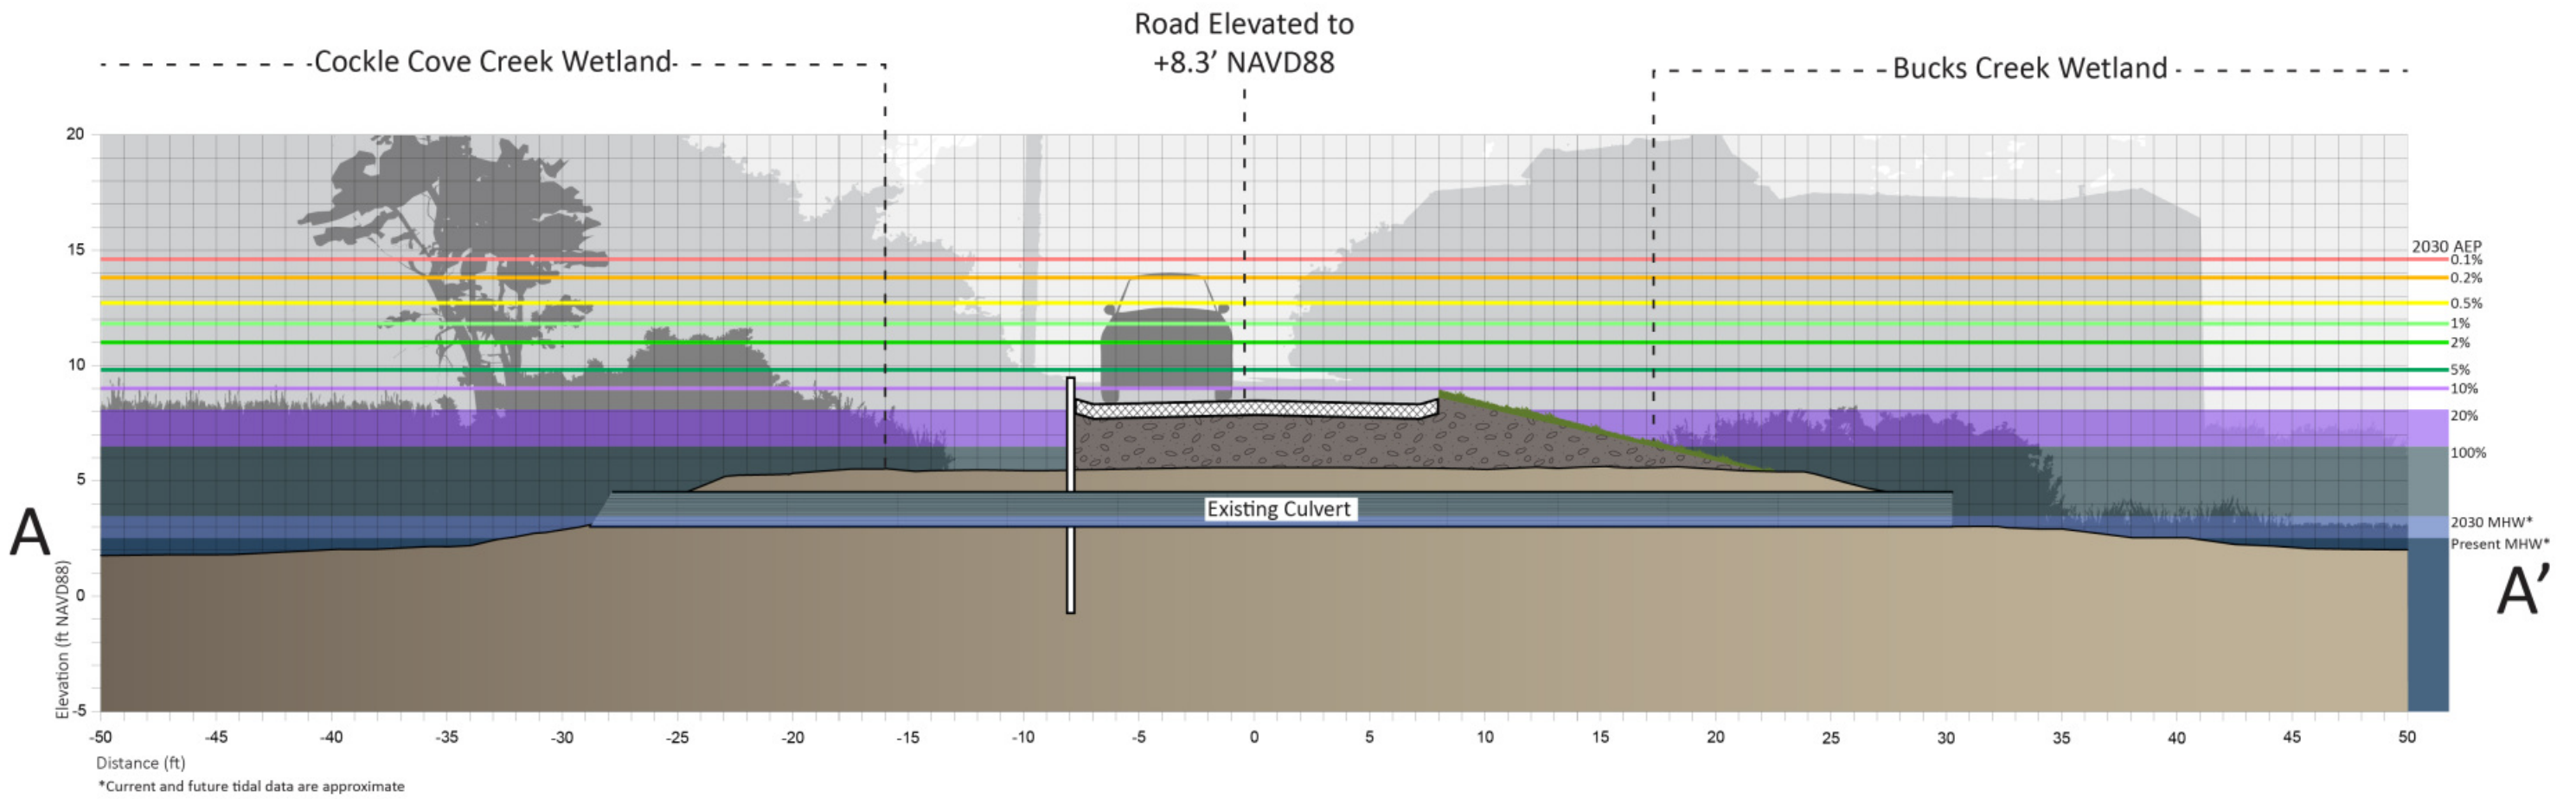 Road Elevated to
+8.3’ NAVD88
Cockle Cove Creek Wetland
Bucks Creek Wetland
20
15
10
5
0
-5
Elevation (ft NAVD88)
2030 AEP
0.1%
0.2%
0.5%
1%
2%
5%
10%
20%
100%
2030 MHW*
Present MHW*
A
A’
Existing Culvert
-50 -45 -40 -35 -30 -25 -20 -15 -10 -5 0 5 10 15 20 25 30 35 40 45 50
Distance (ft)
*Current and future tidal data are approximate